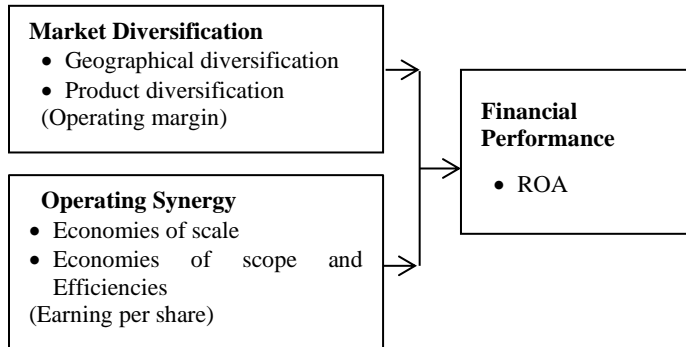 Market Diversification
• Geographical diversification
• Product diversification
(Operating margin)
Operating Synergy
• Economies of scale
• Economies of scope and
Efficiencies
(Earning per share)
Financial
Performance
• ROA